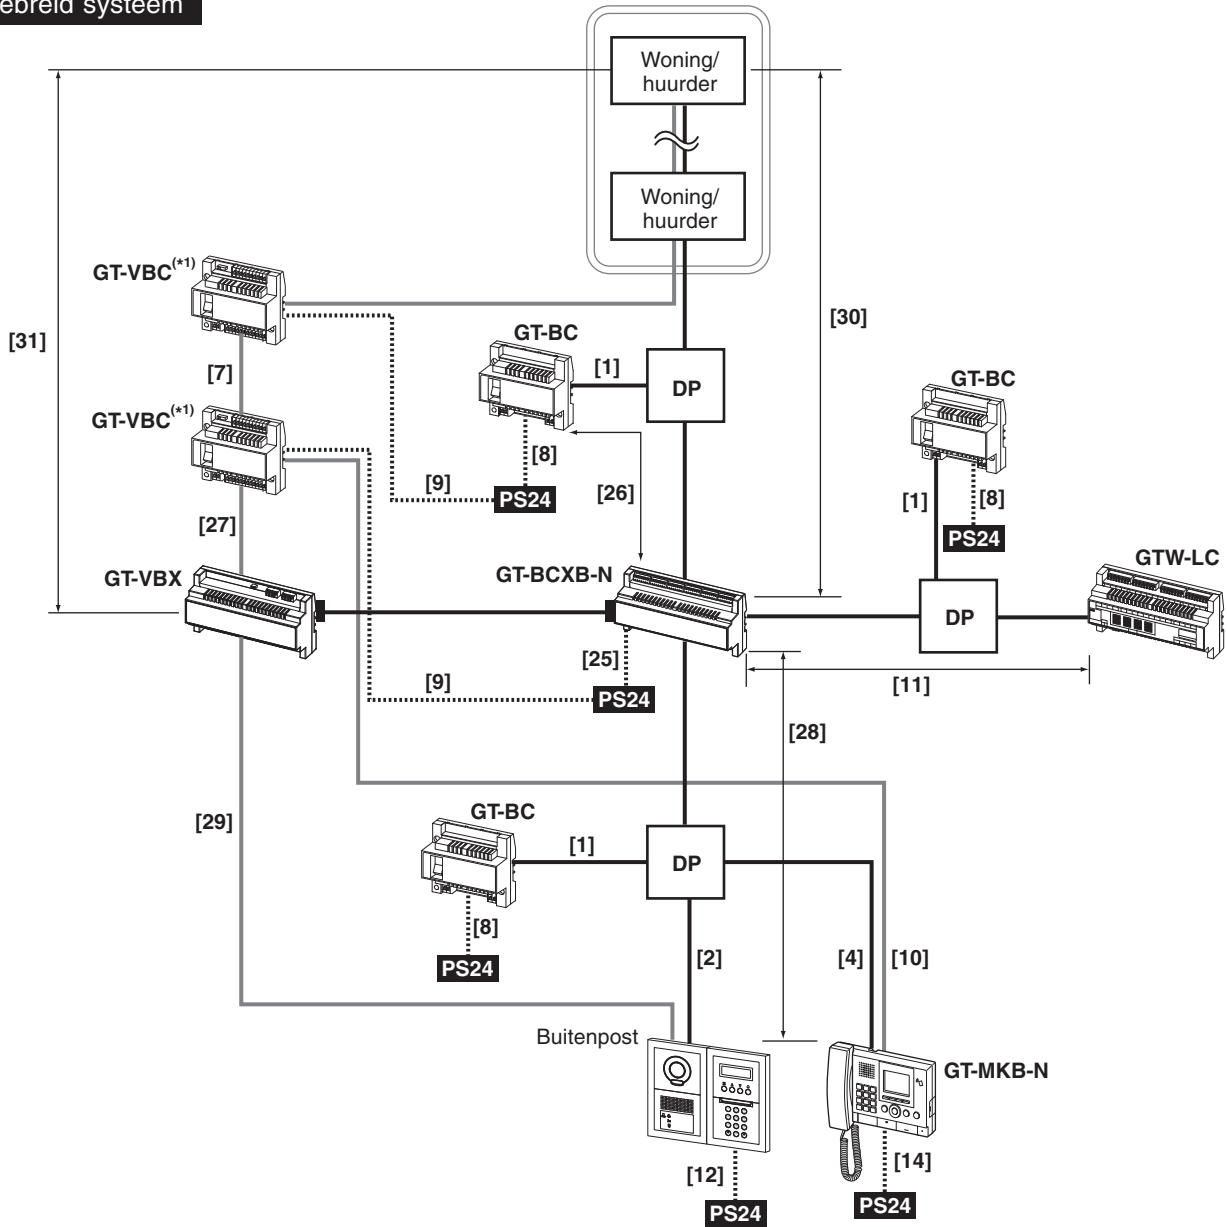 ebreid systeem
Woning/
huurder
Woning/
huurder
GT-VBC(*1)
[31]
[30]
GT-BC
[7]
[1]
DP
GT-BC
GT-VBC(*1)
[8]
[9]
PS24
[26]
[1]
[8]
[27]
PS24
GT-VBX
GT-BCXB-N
GTW-LC
DP
[25]
[9]
PS24
[11]
[28]
[29]
GT-BC
[1]
DP
[8]
PS24
[2]
[4]
[10]
Buitenpost
GT-MKB-N
[12]
[14]
PS24
PS24